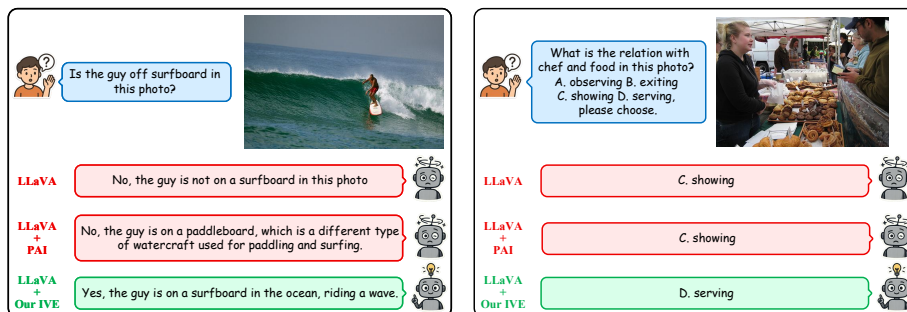 Is the guy off surfboard in
this photo?
LLaVA
No, the guy is not on a surfboard in this photo
LLaVA
+
PAI
No, the guy is on a paddleboard, which is a different type
of watercraft used for paddling and surfing.
LLaVA +
Our IVE
Yes, the guy is on a surfboard in the ocean, riding a wave.
What is the relation with
chef and food in this photo?
A. observing B. exiting
C. showing D. serving,
please choose.
LLaVA
C. showing
LLaVA
+
PAI
C. showing
LLaVA +
Our IVE
D. serving